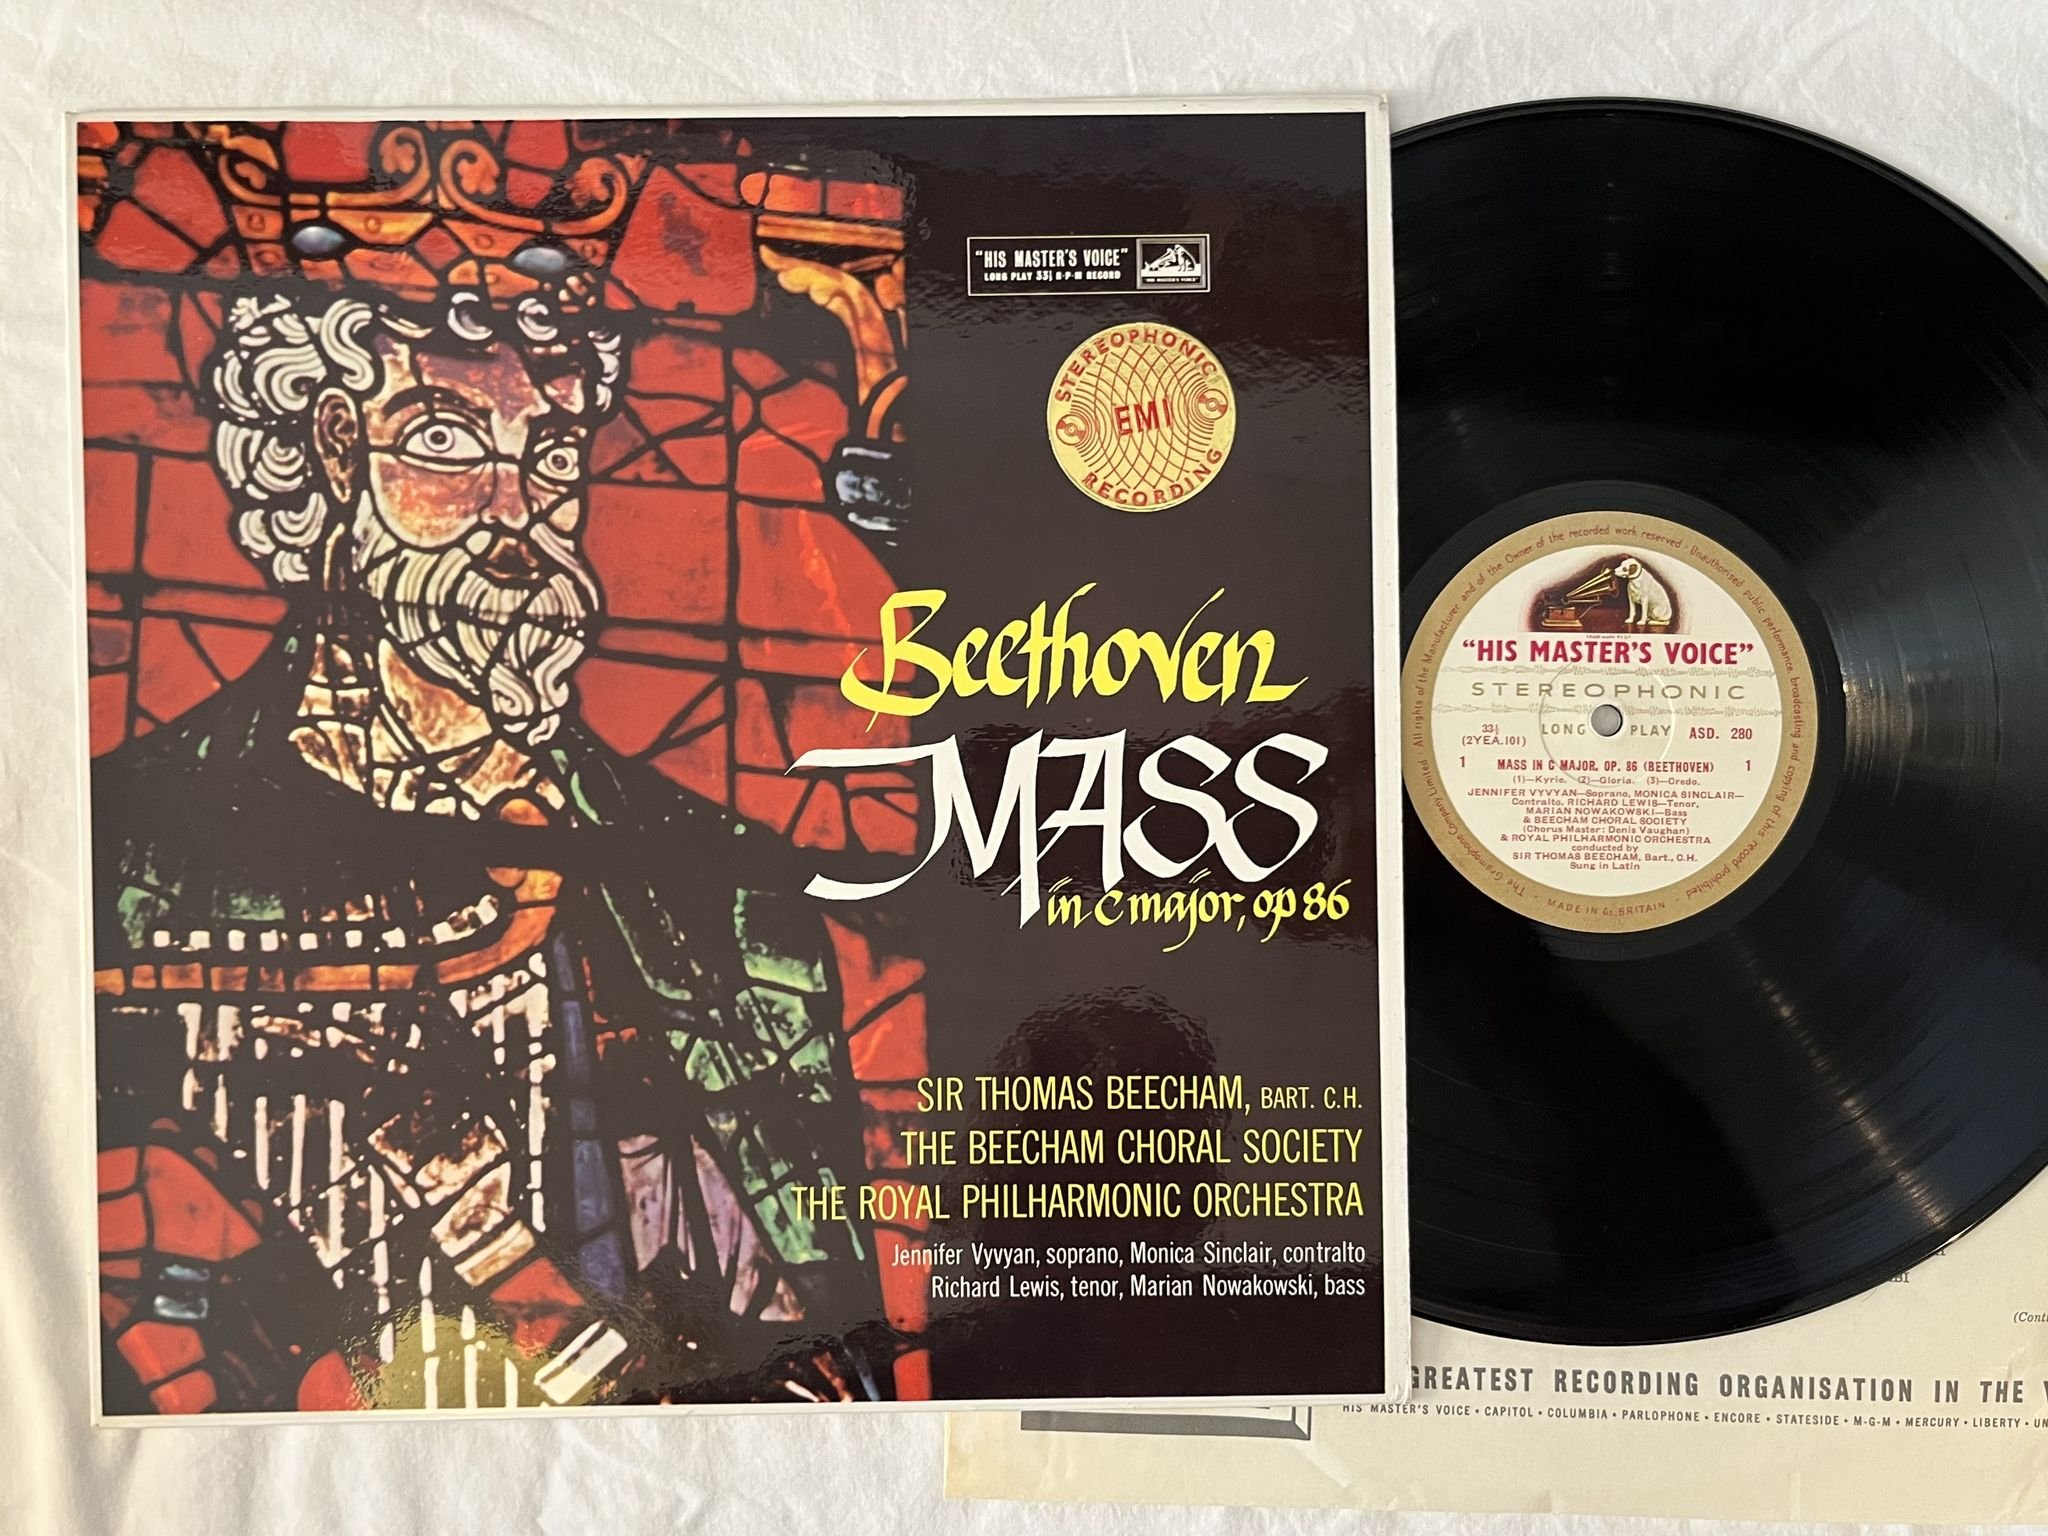 "HIS MASTER'S VOICE"
LONG PLAY 33⅓ R·P·M RECORD
"HIS MASTER'S VOICE"
STEREOPHONIC
EMI
RECORDING
Beethoven
MASS
in C major, op 86
SIR THOMAS BEECHAM, BART. C.H.
THE BEECHAM CHORAL SOCIETY
THE ROYAL PHILHARMONIC ORCHESTRA
Jennifer Vyvyan, soprano, Monica Sinclair, contralto
Richard Lewis, tenor, Marian Nowakowski, bass
The Gramophone Company Limited · All rights of the Manufacturer and of the Owner of the recorded work reserved · Unauthorised public performance broadcasting and copying of this record prohibited ·
"HIS MASTER'S VOICE"
STEREOPHONIC
33⅓ LONG PLAY ASD. 280
(2YEA.101)
1 MASS IN C MAJOR, OP. 86 (BEETHOVEN) 1
(1)—Kyrie. (2)—Gloria. (3)—Credo.
JENNIFER VYVYAN—Soprano, MONICA SINCLAIR—
Contralto, RICHARD LEWIS—Tenor,
MARIAN NOWAKOWSKI—Bass
& BEECHAM CHORAL SOCIETY
(Chorus Master: Denis Vaughan)
& ROYAL PHILHARMONIC ORCHESTRA
conducted by
SIR THOMAS BEECHAM, Bart., C.H.
Sung in Latin
MADE IN GT. BRITAIN
GREATEST RECORDING ORGANISATION IN THE
HIS MASTER'S VOICE • CAPITOL • COLUMBIA • PARLOPHONE • ENCORE • STATESIDE • M-G-M • MERCURY • LIBERTY • UN